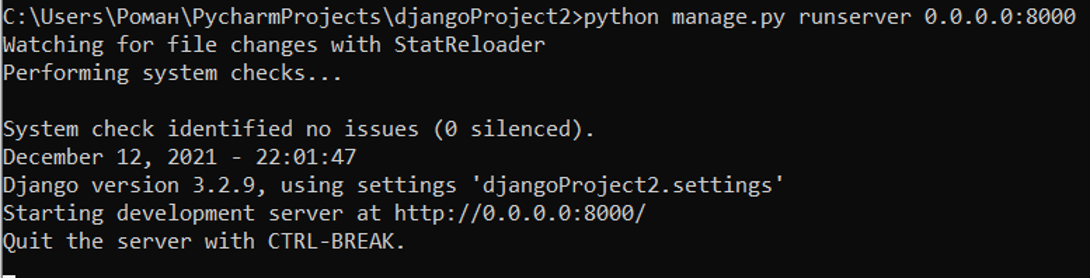 C:\Users\Роман\PycharmProjects\djangoProject2>python manage.py runserver 0.0.0.0:8000
Watching for file changes with StatReloader
Performing system checks...
System check identified no issues (0 silenced).
December 12, 2021 - 22:01:47
Django version 3.2.9, using settings 'djangoProject2.settings'
Starting development server at http://0.0.0.0:8000/
Quit the server with CTRL-BREAK.